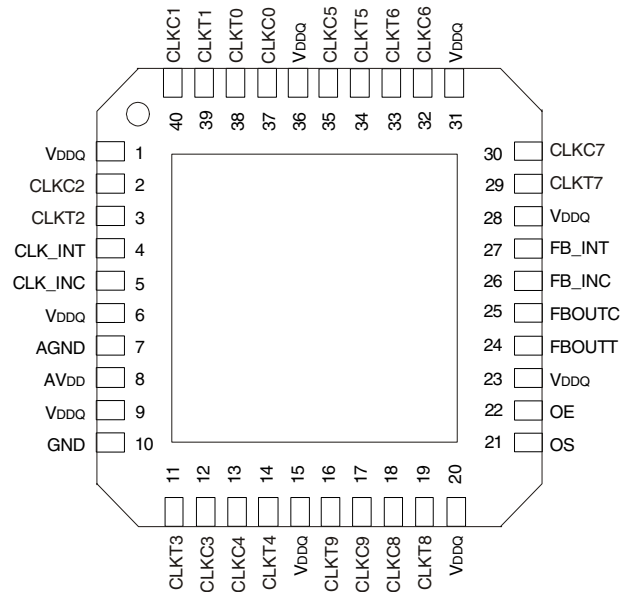 CLKC1 CLKT1 CLKT0 CLKC0 VDDQ CLKC5 CLKT5 CLKT6 CLKC6 VDDQ
40 39 38 37 36 35 34 33 32 31
VDDQ 1
CLKC2 2
CLKT2 3
CLK_INT 4
CLK_INC 5
VDDQ 6
AGND 7
AVDD 8
VDDQ 9
GND 10
30 CLKC7
29 CLKT7
28 VDDQ
27 FB_INT
26 FB_INC
25 FBOUTC
24 FBOUTT
23 VDDQ
22 OE
21 OS
11 12 13 14 15 16 17 18 19 20
CLKT3 CLKC3 CLKC4 CLKT4 VDDQ CLKT9 CLKC9 CLKC8 CLKT8 VDDQ